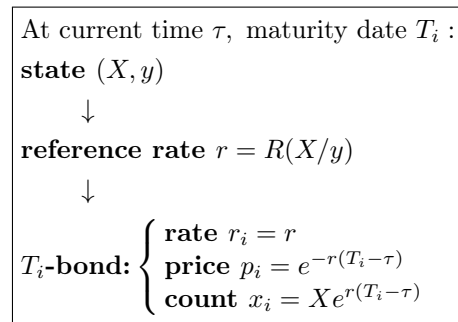 At current time τ, maturity date T_i :
state (X, y)
↓
reference rate r = R(X/y)
↓
T_i-bond: { rate r_i = r
price p_i = e^{-r(T_i-τ)}
count x_i = Xe^{r(T_i-τ)}